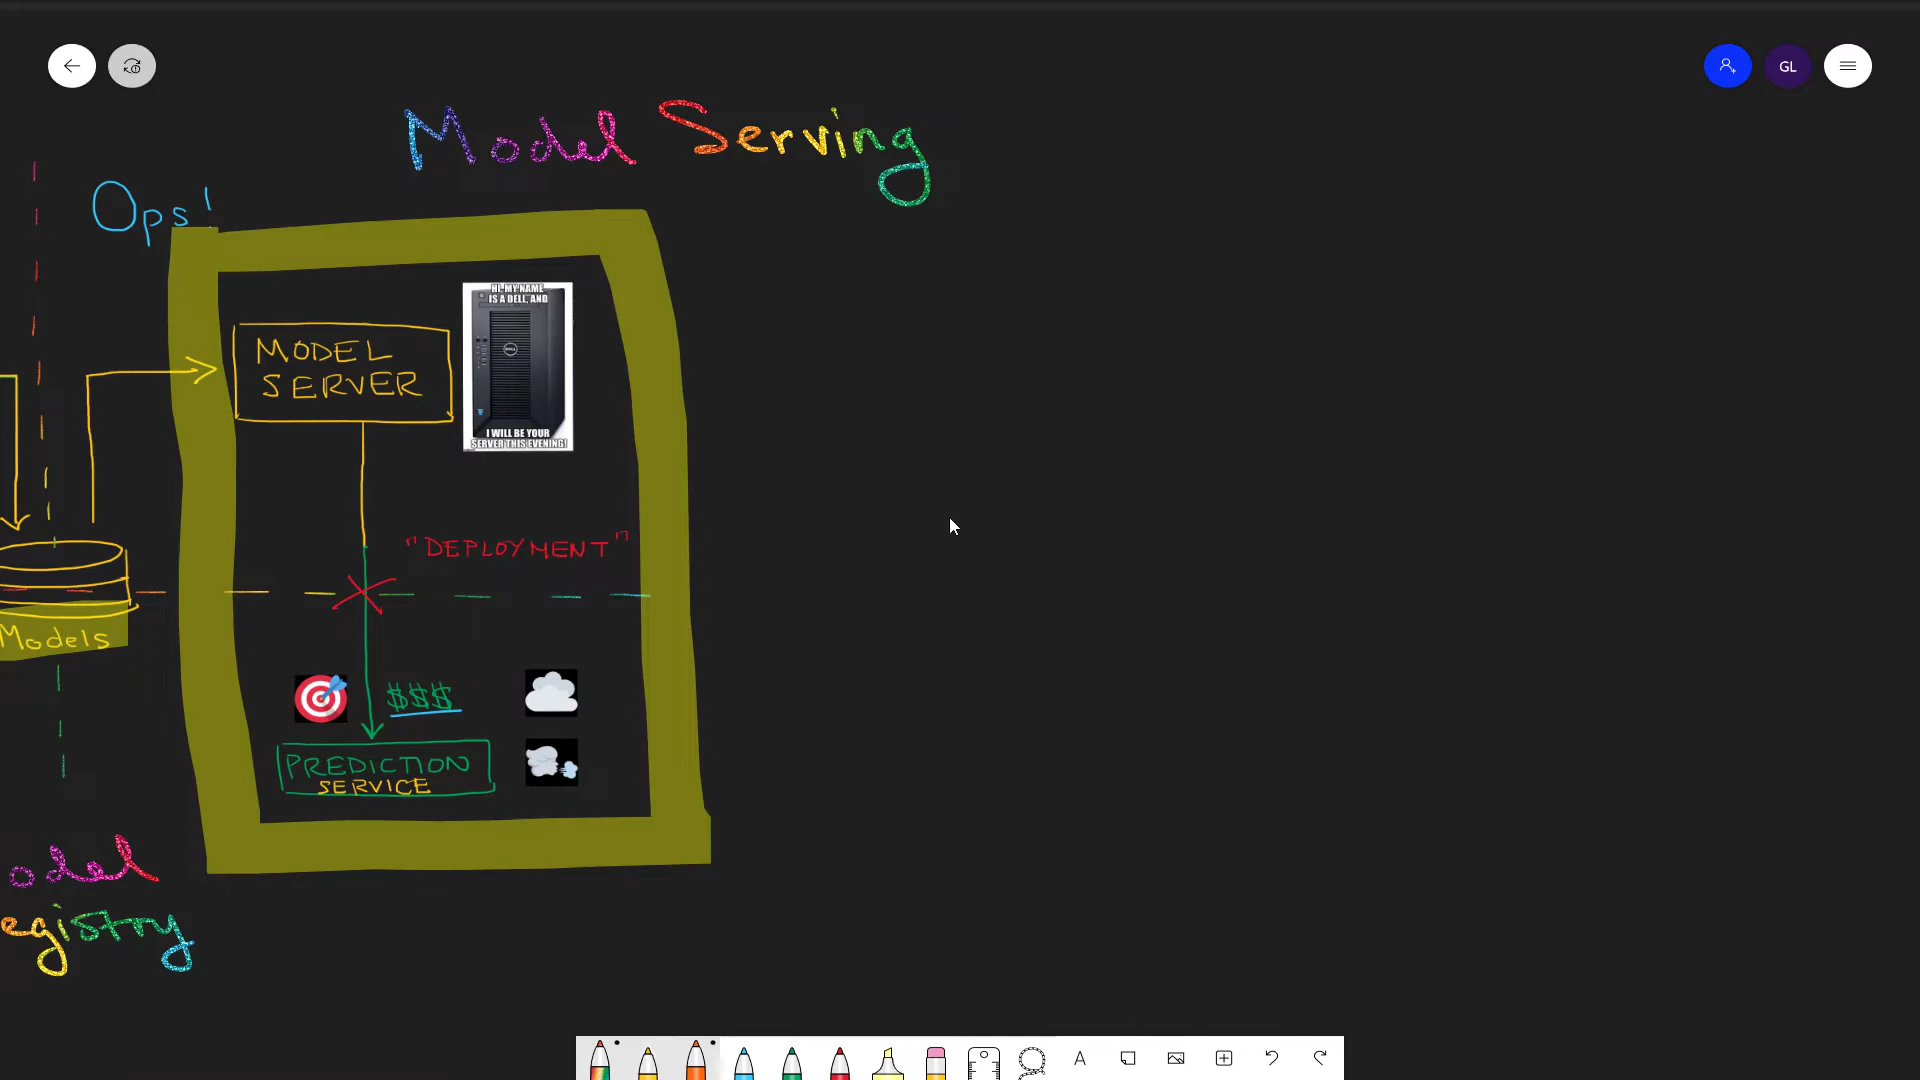 GL
Model Serving
Ops!
HI, MY NAME
IS A DELL, AND
MODEL
SERVER
DELL
I WILL BE YOUR
SERVER THIS EVENING!
"DEPLOYMENT"
Models
$$$
PREDICTION
SERVICE
odel
egistry
A